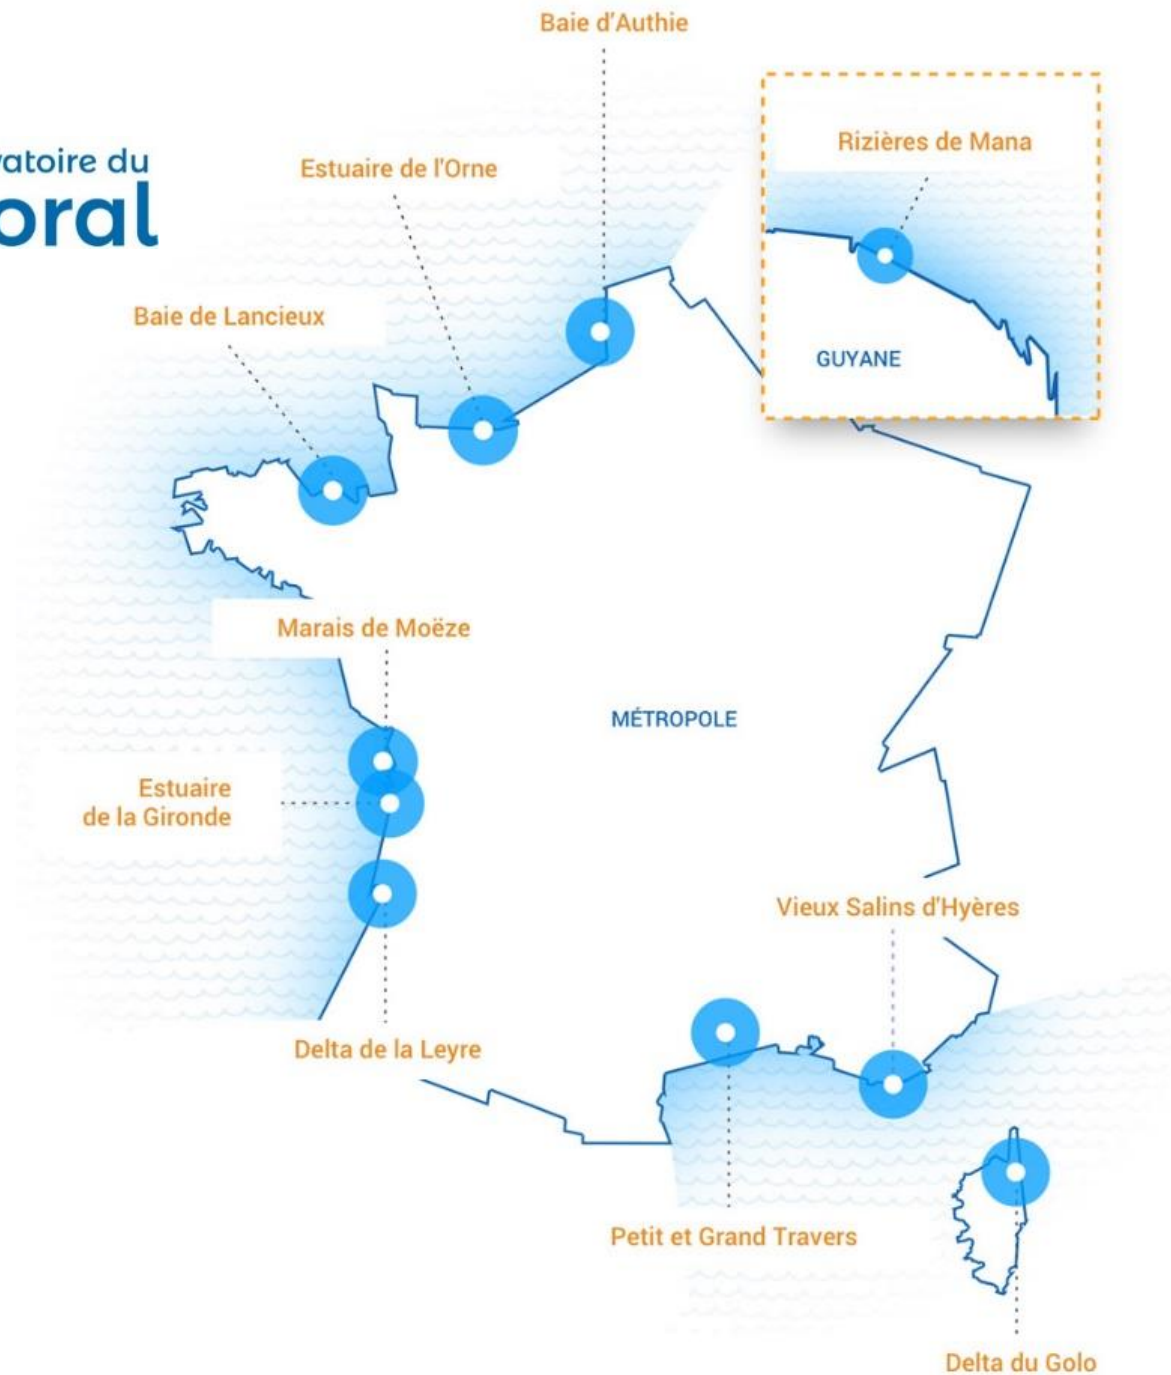 Baie d'Authie
vatoire du
oral
Estuaire de l'Orne
Rizières de Mana
Baie de Lancieux
GUYANE
Marais de Moëze
MÉTROPOLE
Estuaire
de la Gironde
Vieux Salins d'Hyères
Delta de la Leyre
Petit et Grand Travers
Delta du Golo